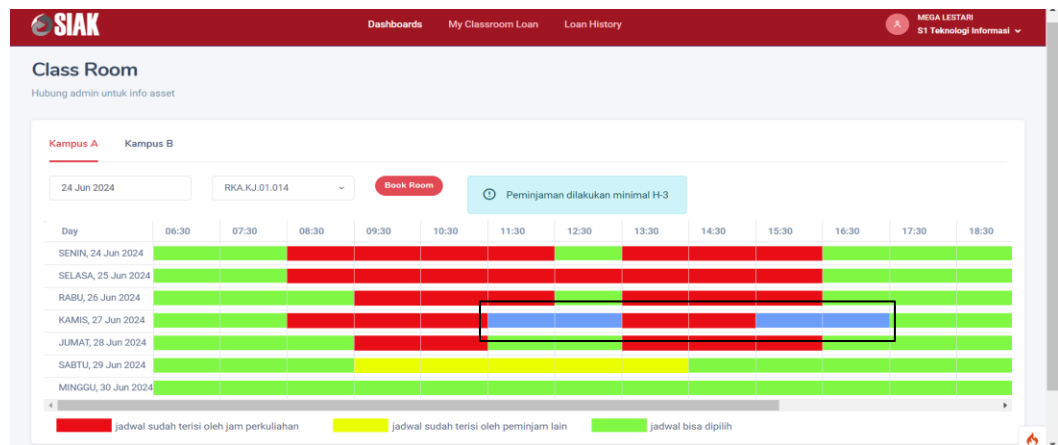 SIAK
Dashboards My Classroom Loan Loan History
MEGA LESTARI
S1 Teknologi Informasi
Class Room
Hubung admin untuk info asset
Kampus A Kampus B
24 Jun 2024 RKA.KJ.01.014 Book Room Peminjaman dilakukan minimal H-3
Day 06:30 07:30 08:30 09:30 10:30 11:30 12:30 13:30 14:30 15:30 16:30 17:30 18:30
SENIN, 24 Jun 2024
SELASA, 25 Jun 2024
RABU, 26 Jun 2024
KAMIS, 27 Jun 2024
JUMAT, 28 Jun 2024
SABTU, 29 Jun 2024
MINGGU, 30 Jun 2024
jadwal sudah terisi oleh jam perkuliahan jadwal sudah terisi oleh peminjam lain jadwal bisa dipilih